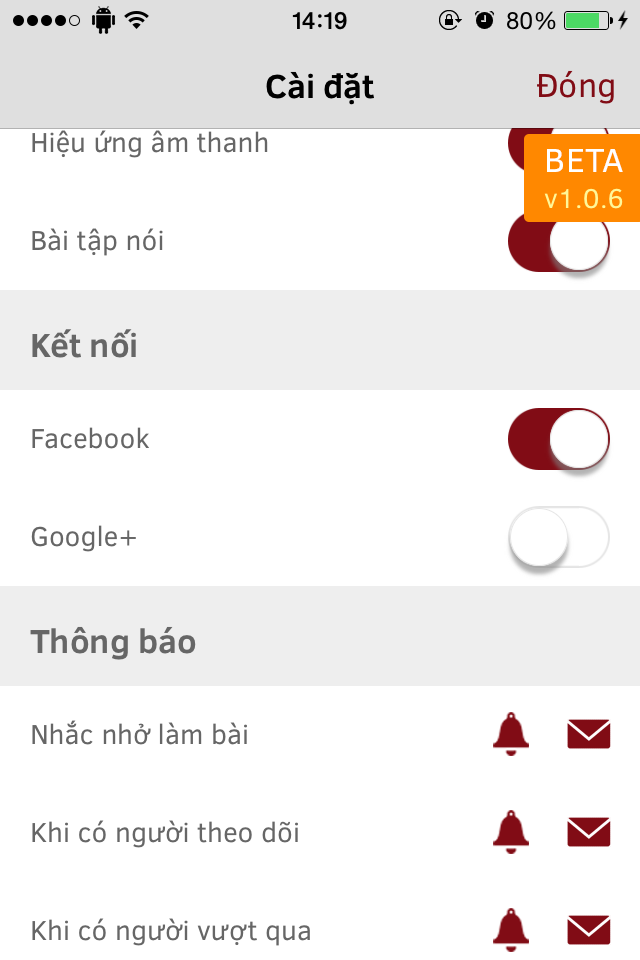 14:19
80%
Cài đặt
Đóng
Hiệu ứng âm thanh
BETA
v1.0.6
Bài tập nói
Kết nối
Facebook
Google+
Thông báo
Nhắc nhở làm bài
Khi có người theo dõi
Khi có người vượt qua